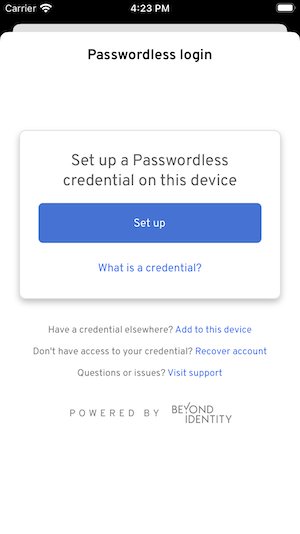 Carrier 4:23 PM
Passwordless login
Set up a Passwordless
credential on this device
Set up
What is a credential?
Have a credential elsewhere? Add to this device
Don't have access to your credential? Recover account
Questions or issues? Visit support
POWERED BY BEYOND
IDENTITY